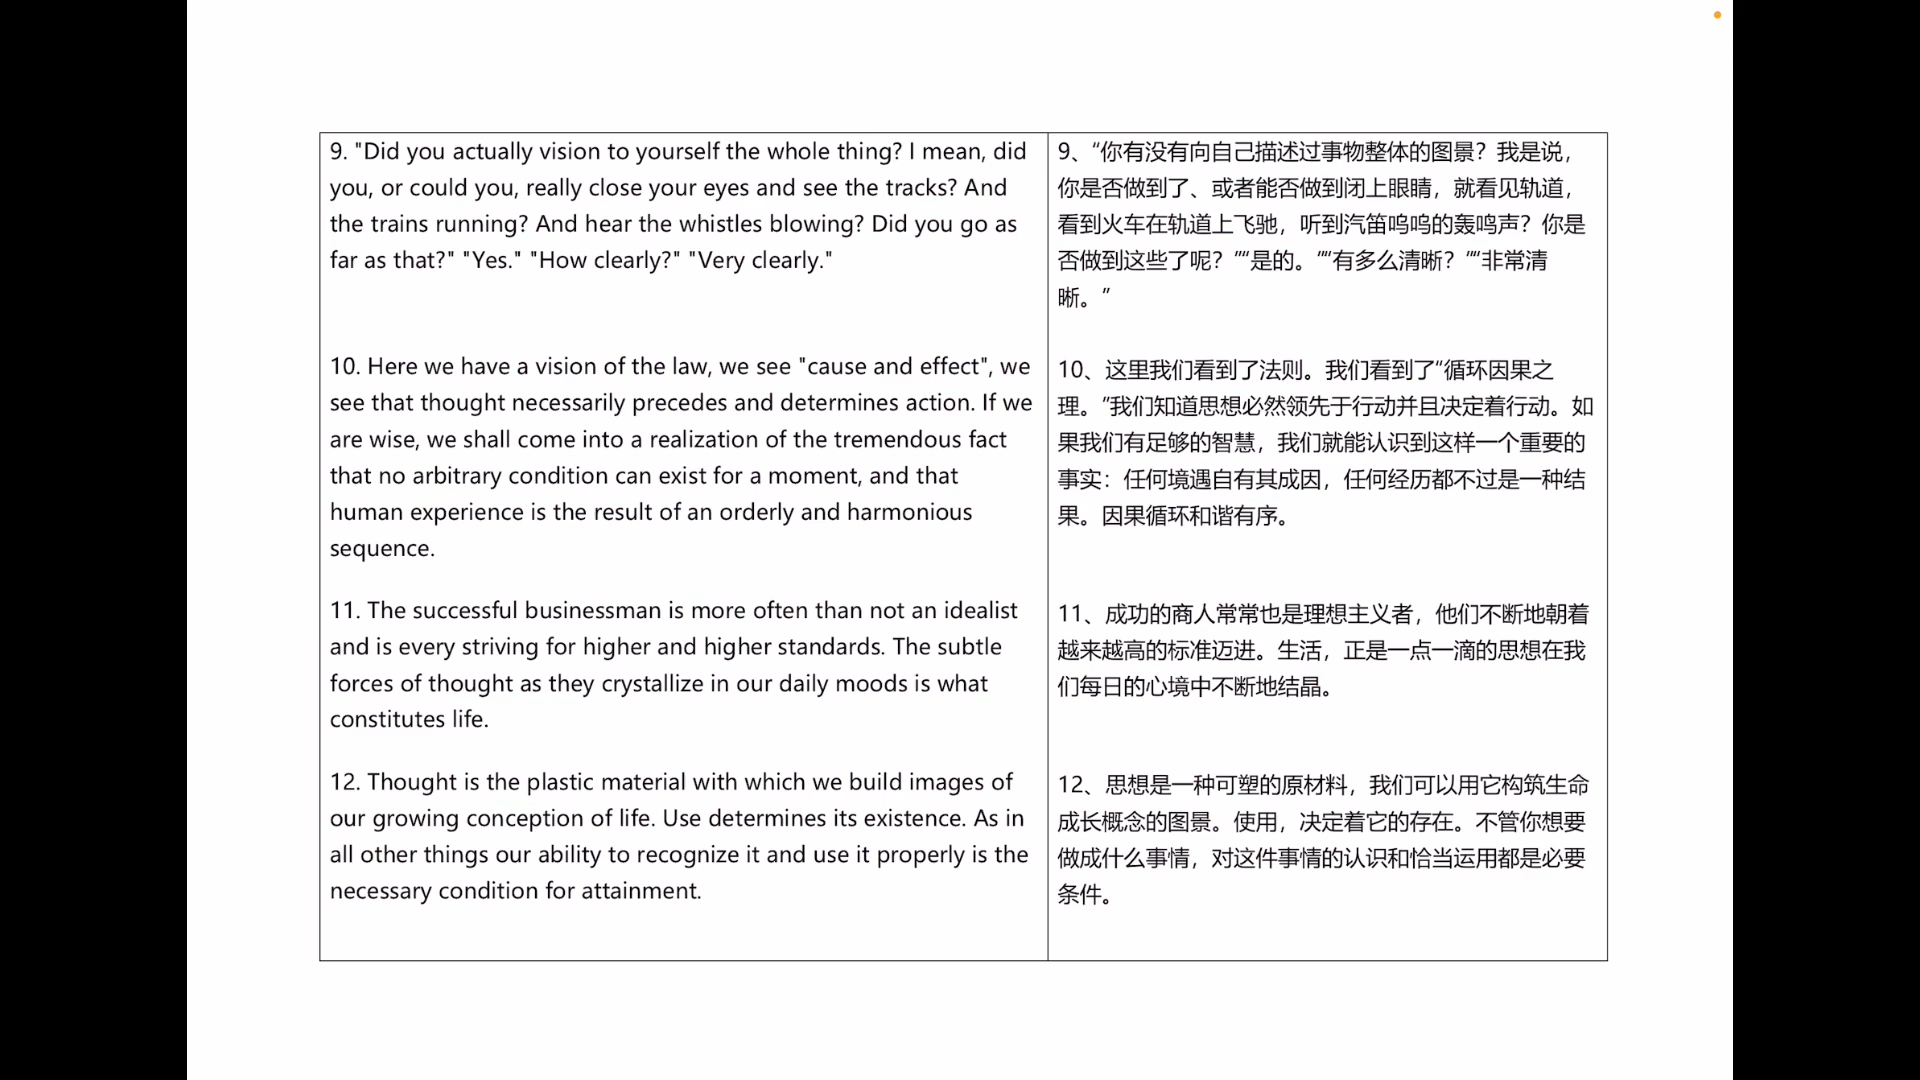 9. "Did you actually vision to yourself the whole thing? I mean, did
you, or could you, really close your eyes and see the tracks? And
the trains running? And hear the whistles blowing? Did you go as
far as that?" "Yes." "How clearly?" "Very clearly."
10. Here we have a vision of the law, we see "cause and effect", we
see that thought necessarily precedes and determines action. If we
are wise, we shall come into a realization of the tremendous fact
that no arbitrary condition can exist for a moment, and that
human experience is the result of an orderly and harmonious
sequence.
11. The successful businessman is more often than not an idealist
and is every striving for higher and higher standards. The subtle
forces of thought as they crystallize in our daily moods is what
constitutes life.
12. Thought is the plastic material with which we build images of
our growing conception of life. Use determines its existence. As in
all other things our ability to recognize it and use it properly is the
necessary condition for attainment.
9、“你有没有向自己描述过事物整体的图景？我是说，
你是否做到了、或者能否做到闭上眼睛，就看见轨道，
看到火车在轨道上飞驰，听到汽笛呜呜的轰鸣声？你是
否做到这些了呢？”“是的。”“有多么清晰？”“非常清
晰。”
10、这里我们看到了法则。我们看到了“循环因果之
理。”我们知道思想必然领先于行动并且决定着行动。如
果我们有足够的智慧，我们就能认识到这样一个重要的
事实：任何境遇自有其成因，任何经历都不过是一种结
果。因果循环和谐有序。
11、成功的商人常常也是理想主义者，他们不断地朝着
越来越高的标准迈进。生活，正是一点一滴的思想在我
们每日的心境中不断地结晶。
12、思想是一种可塑的原材料，我们可以用它构筑生命
成长概念的图景。使用，决定着它的存在。不管你想要
做成什么事情，对这件事情的认识和恰当运用都是必要
条件。